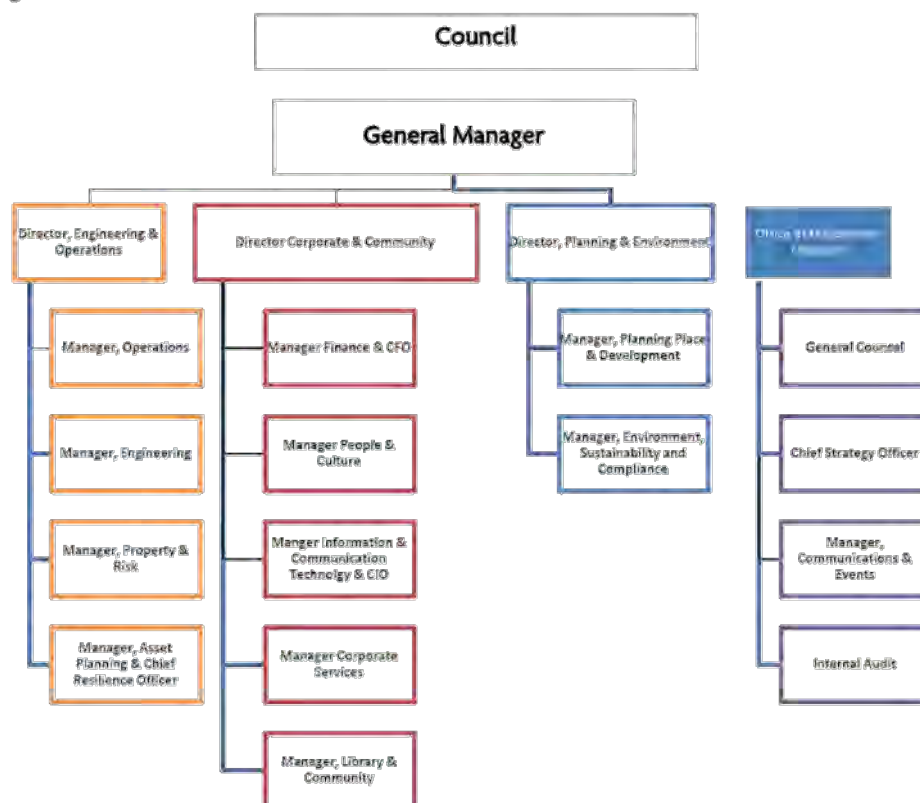 Council
General Manager
Director, Engineering &
Operations
Director Corporate & Community
Director, Planning & Environment
Manager, Operations
Manager Finance & CFO
Manager, Planning Place
& Development
General Counsel
Manager, Engineering
Manager People &
Culture
Manager, Environment,
Sustainability and
Compliance
Chief Strategy Officer
Manager, Property &
Risk
Manger Information &
Communication
Technolgy & CIO
Manager,
Communications &
Events
Manager, Asset
Planning & Chief
Resilience Officer
Manager Corporate
Services
Internal Audit
Manager, Library &
Community